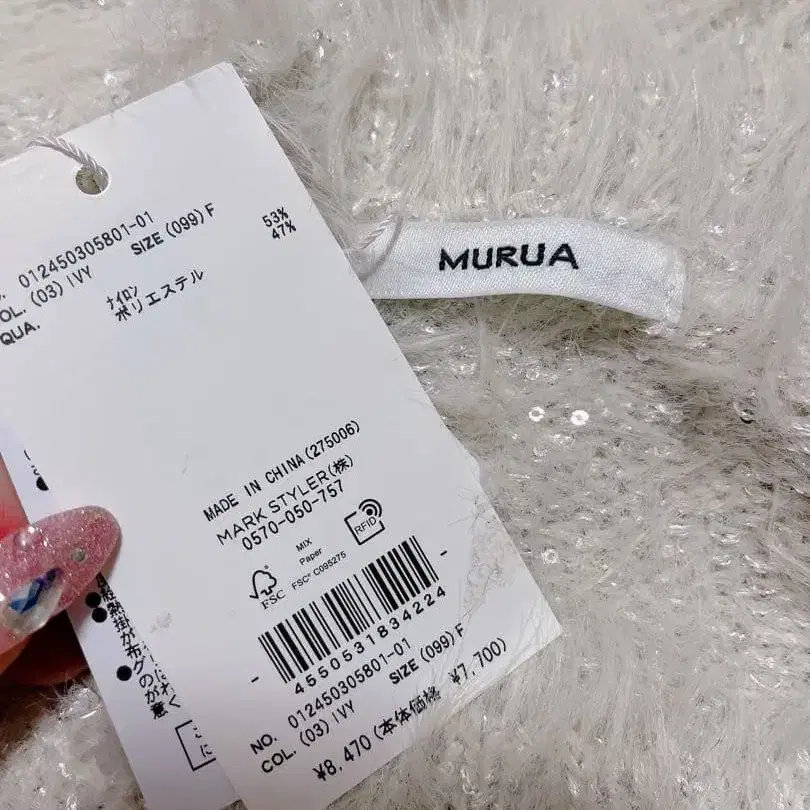 MURUA
NO. 012450305801-01
COL. (03) IVY SIZE (099) F
QUA. ナイロン 53%
ポリエステル 47%
MADE IN CHINA (275006)
MARK STYLER(株)
0570-050-757
RFID
FSC
MIX
Paper
FSC® C095275
4550531834224
NO. 012450305801-01
COL. (03) IVY SIZE (099) F
¥8,470 (本体価格 ¥7,700)